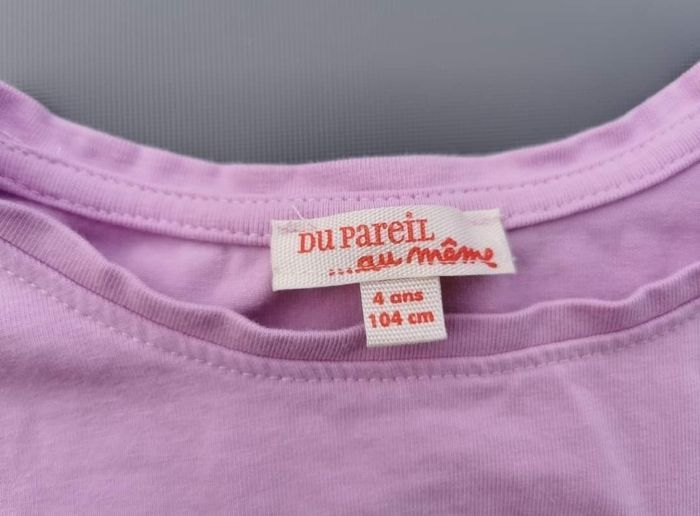 DU PAREIL
...au même
4 ans
104 cm